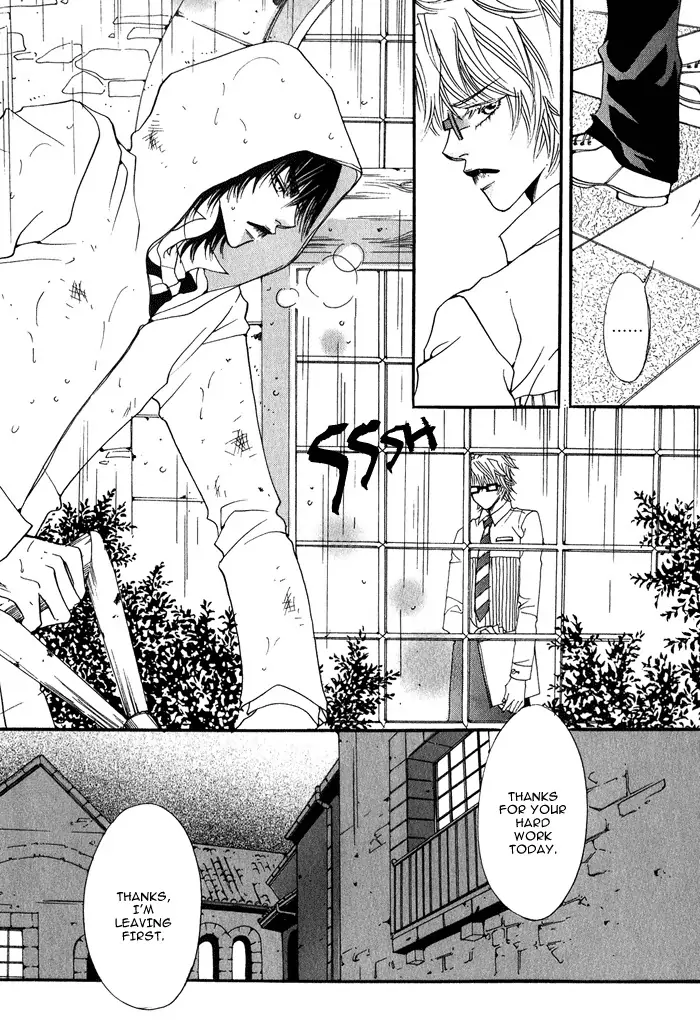 ......
SSSH
THANKS
FOR YOUR
HARD
WORK
TODAY.
THANKS,
I'M
LEAVING
FIRST.